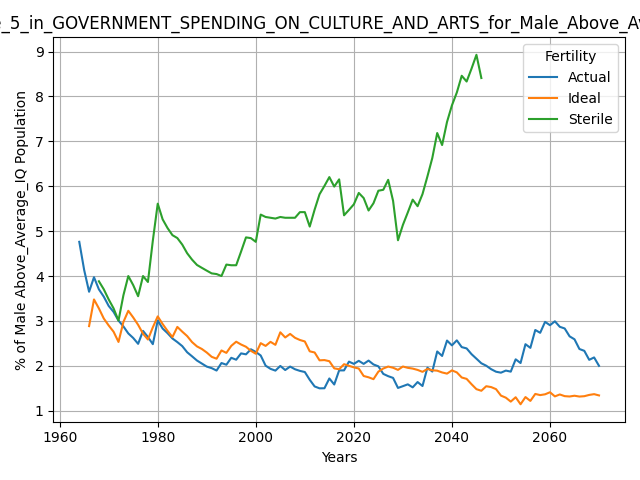 _5_in_GOVERNMENT_SPENDING_ON_CULTURE_AND_ARTS_for_Male_Above_A
9
8
7
6
5
4
3
2
1
% of Male Above_Average_IQ Population
Fertility
Actual
Ideal
Sterile
1960 1980 2000 2020 2040 2060
Years